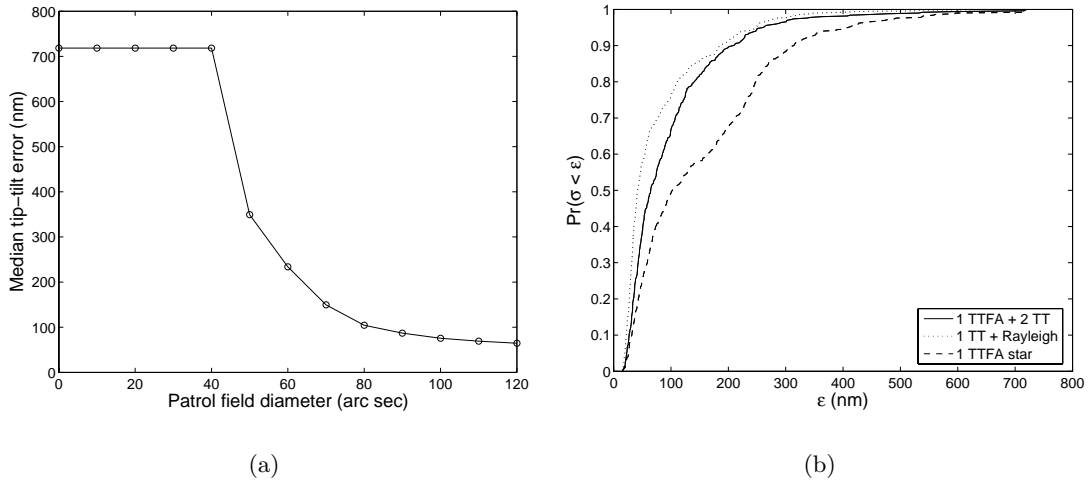 800
700
600
500
400
300
200
100
0
Median tip-tilt error (nm)
0 20 40 60 80 100 120
Patrol field diameter (arc sec)
(a)
1
0.9
0.8
0.7
0.6
0.5
0.4
0.3
0.2
0.1
0
Pr(σ < ε)
1 TTFA + 2 TT
1 TT + Rayleigh
1 TTFA star
0 100 200 300 400 500 600 700 800
ε (nm)
(b)